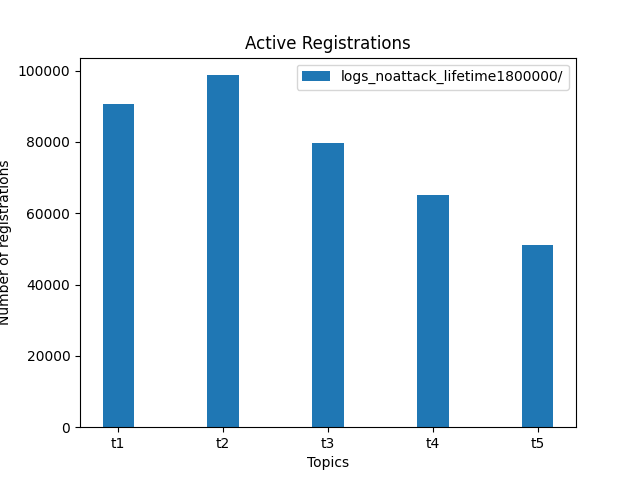 Active Registrations
logs_noattack_lifetime1800000/
Number of registrations
100000
80000
60000
40000
20000
0
t1 t2 t3 t4 t5
Topics